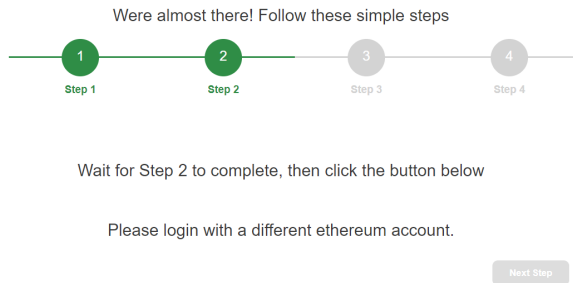 Were almost there! Follow these simple steps
1 2 3 4
Step 1 Step 2 Step 3 Step 4
Wait for Step 2 to complete, then click the button below
Please login with a different ethereum account.
Next Step